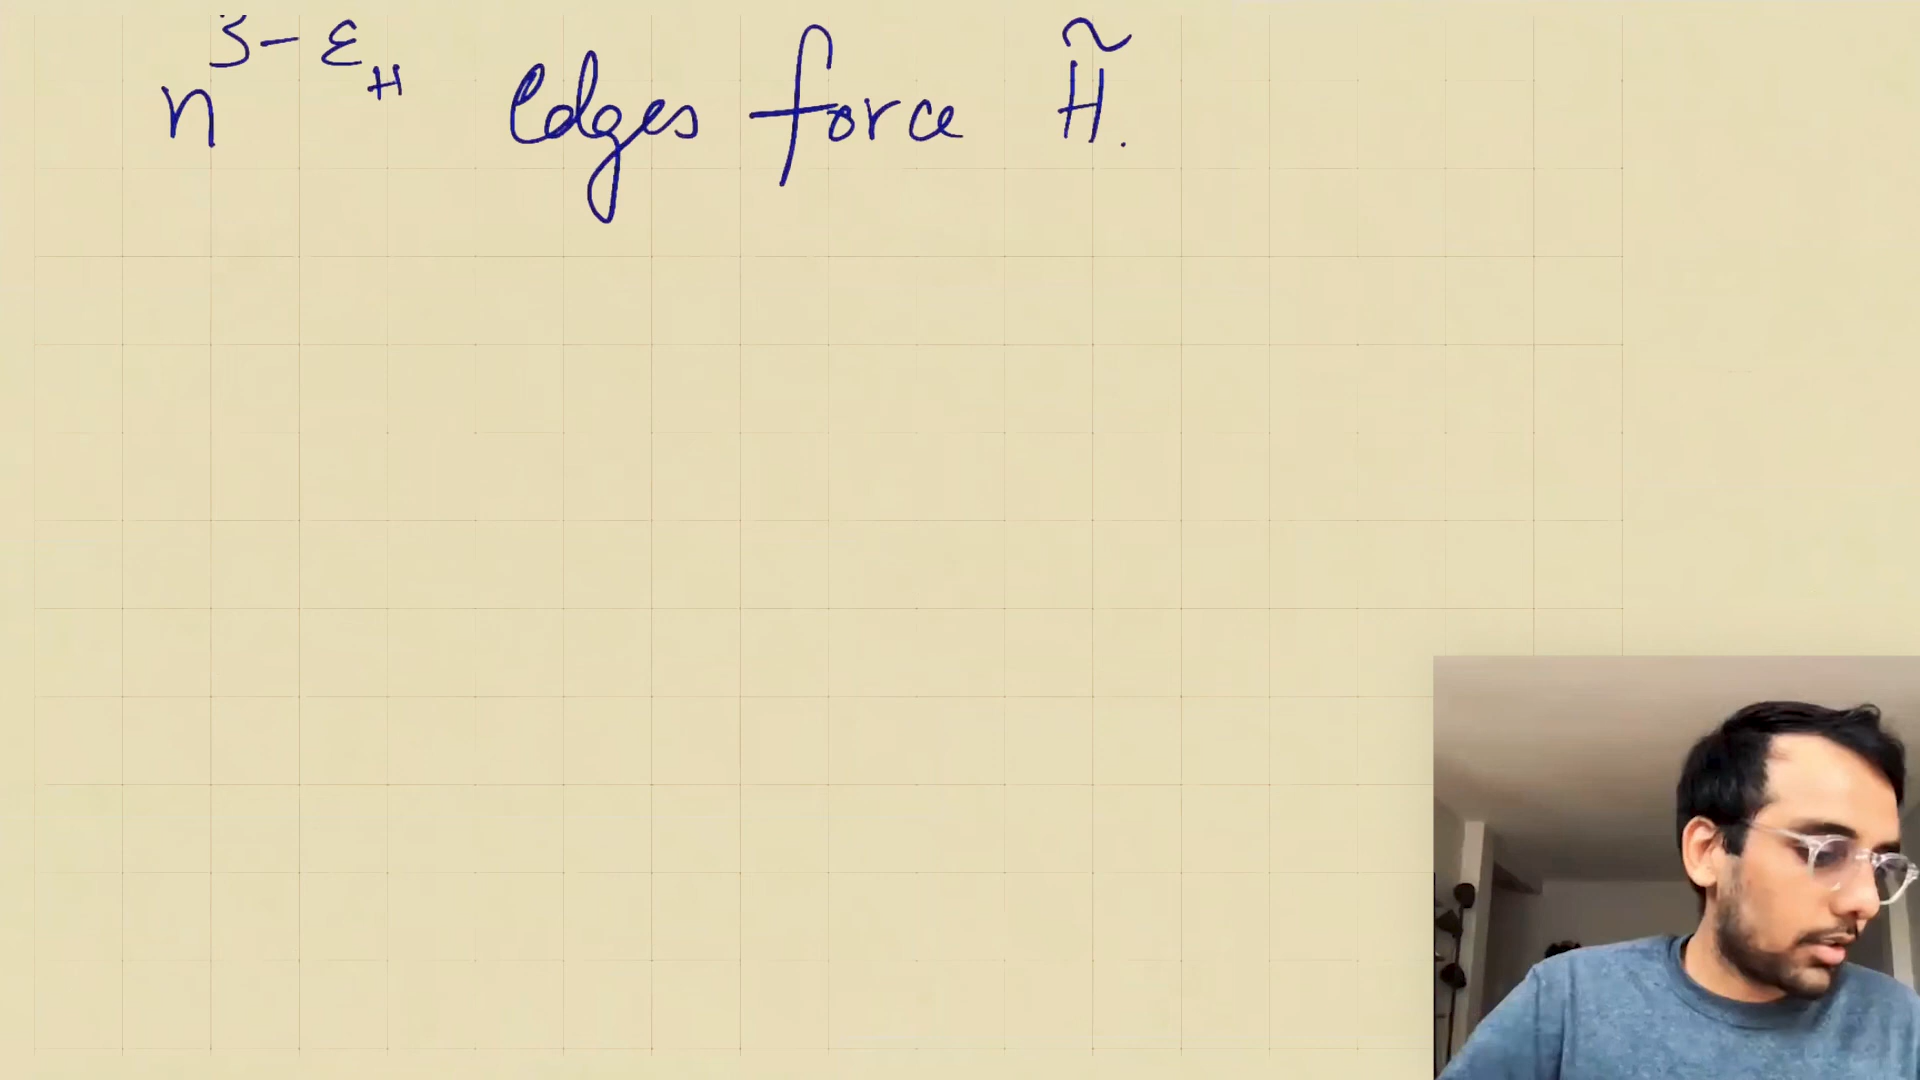 n^{3-ε_H} edges force H̃.